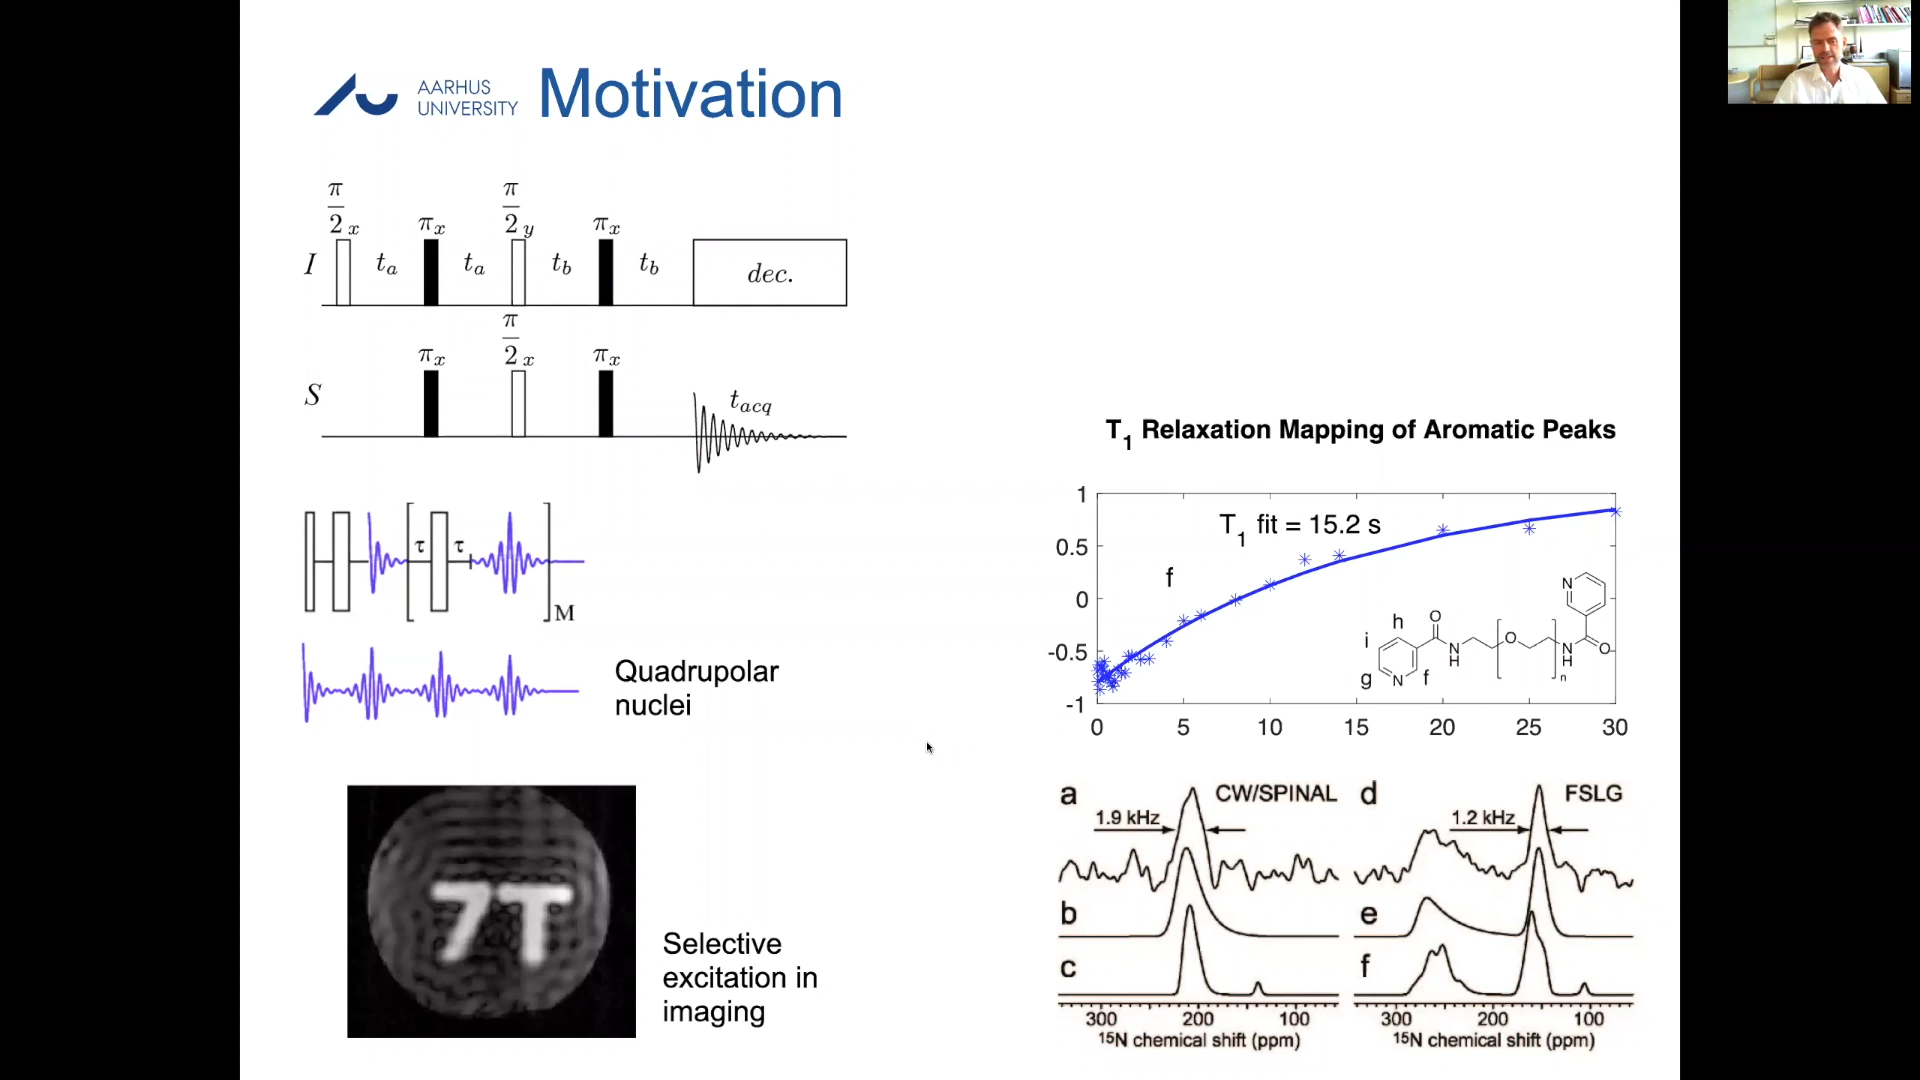 AARHUS
UNIVERSITY
Motivation
π/2 x πx π/2 y πx
I ta ta tb tb dec.
πx π/2 x πx
S tacq
τ τ
M
Quadrupolar
nuclei
7T
Selective
excitation in
imaging
T1 Relaxation Mapping of Aromatic Peaks
1
0.5
0
-0.5
-1
T1 fit = 15.2 s
f
h
i
g
f
N
O
N
H
O
n
N
H
O
N
0 5 10 15 20 25 30
a CW/SPINAL
1.9 kHz
b
c
300 200 100
15N chemical shift (ppm)
d FSLG
1.2 kHz
e
f
300 200 100
15N chemical shift (ppm)